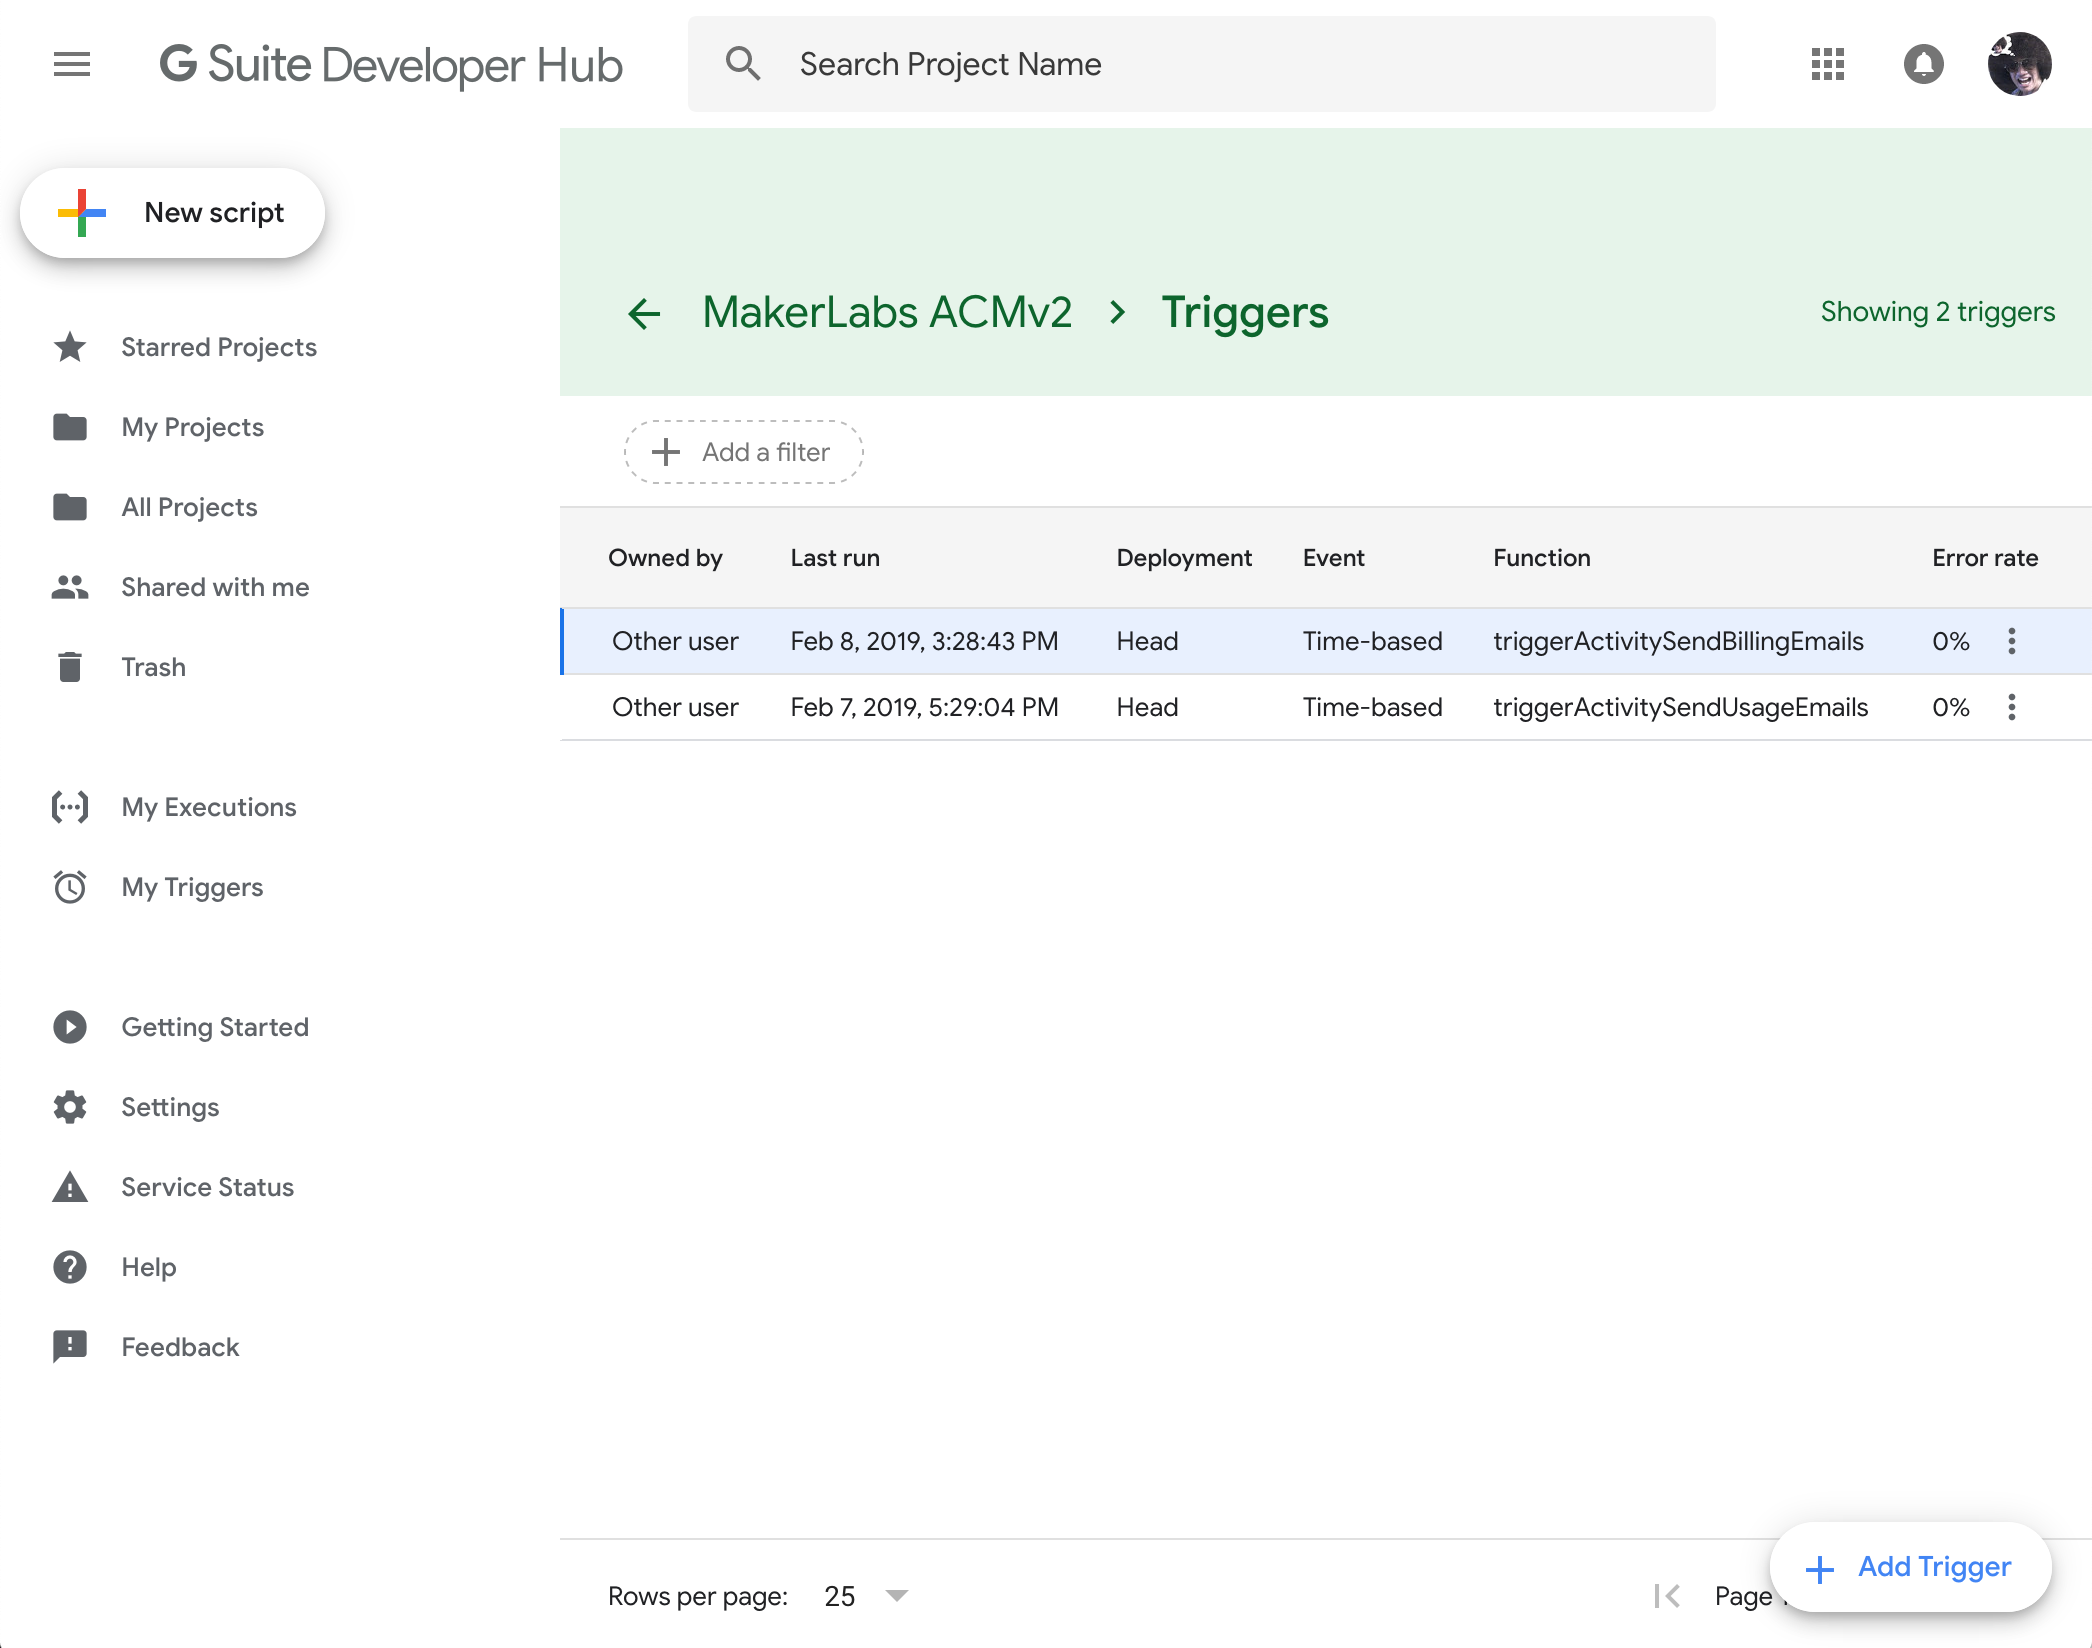 G Suite Developer Hub
Search Project Name
New script
Starred Projects
My Projects
All Projects
Shared with me
Trash
My Executions
My Triggers
Getting Started
Settings
Service Status
Help
Feedback
MakerLabs ACMv2 > Triggers
Showing 2 triggers
Add a filter
Owned by Last run Deployment Event Function Error rate
Other user Feb 8, 2019, 3:28:43 PM Head Time-based triggerActivitySendBillingEmails 0%
Other user Feb 7, 2019, 5:29:04 PM Head Time-based triggerActivitySendUsageEmails 0%
Rows per page: 25
Page
Add Trigger